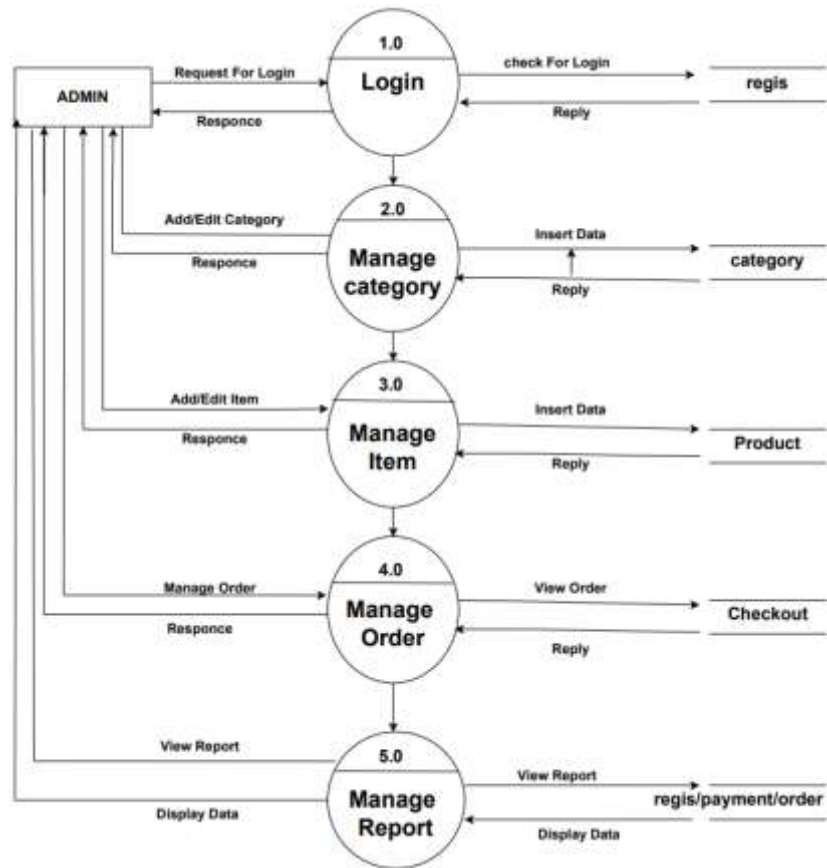 1.0
Login
ADMIN
Request For Login
Responce
check For Login
Reply
regis
2.0
Manage
category
Add/Edit Category
Responce
Insert Data
Reply
category
3.0
Manage
Item
Add/Edit Item
Responce
Insert Data
Reply
Product
4.0
Manage
Order
Manage Order
Responce
View Order
Reply
Checkout
5.0
Manage
Report
View Report
Display Data
View Report
Display Data
regis/payment/order